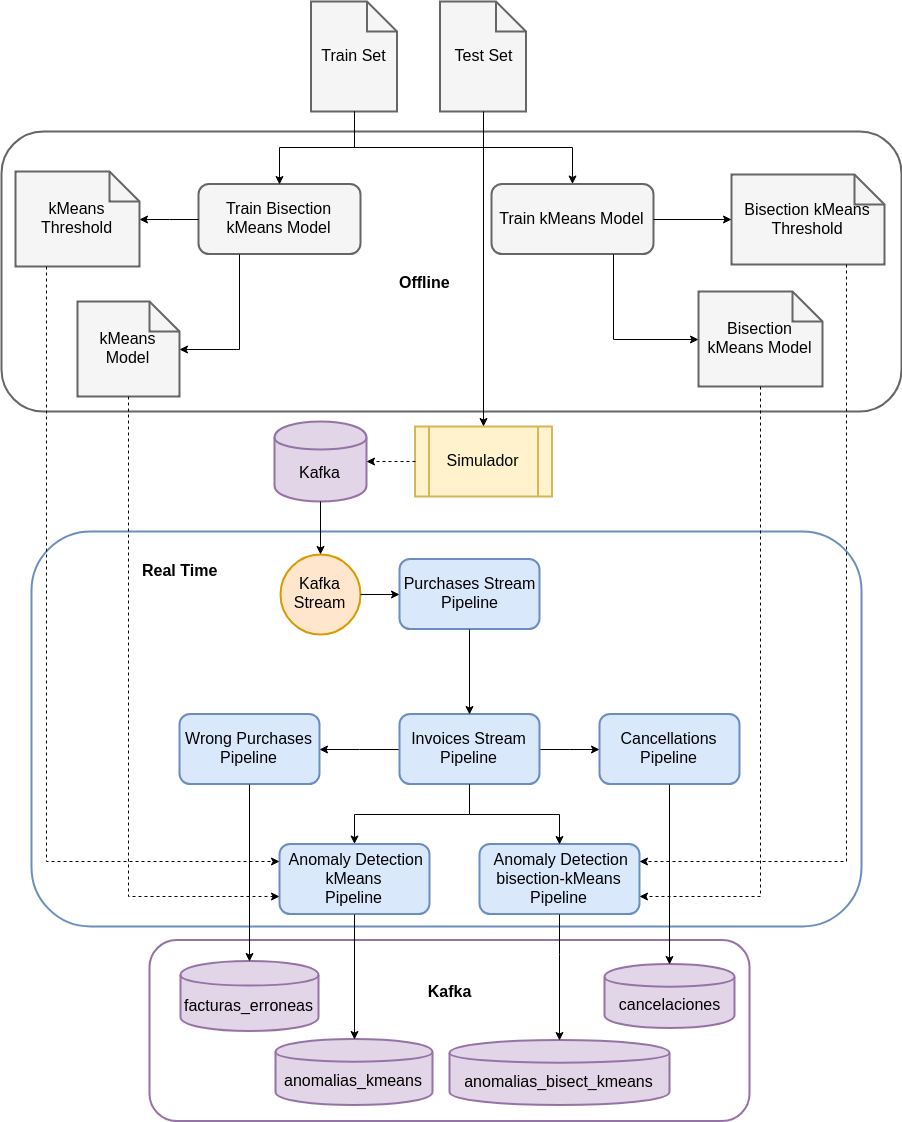 Train Set
Test Set
kMeans
Threshold
Train Bisection
kMeans Model
Train kMeans Model
Bisection kMeans
Threshold
Offline
kMeans
Model
Bisection
kMeans Model
Kafka
Simulador
Real Time
Kafka
Stream
Purchases Stream
Pipeline
Wrong Purchases
Pipeline
Invoices Stream
Pipeline
Cancellations
Pipeline
Anomaly Detection
kMeans
Pipeline
Anomaly Detection
bisection-kMeans
Pipeline
Kafka
facturas_erroneas
cancelaciones
anomalias_kmeans
anomalias_bisect_kmeans